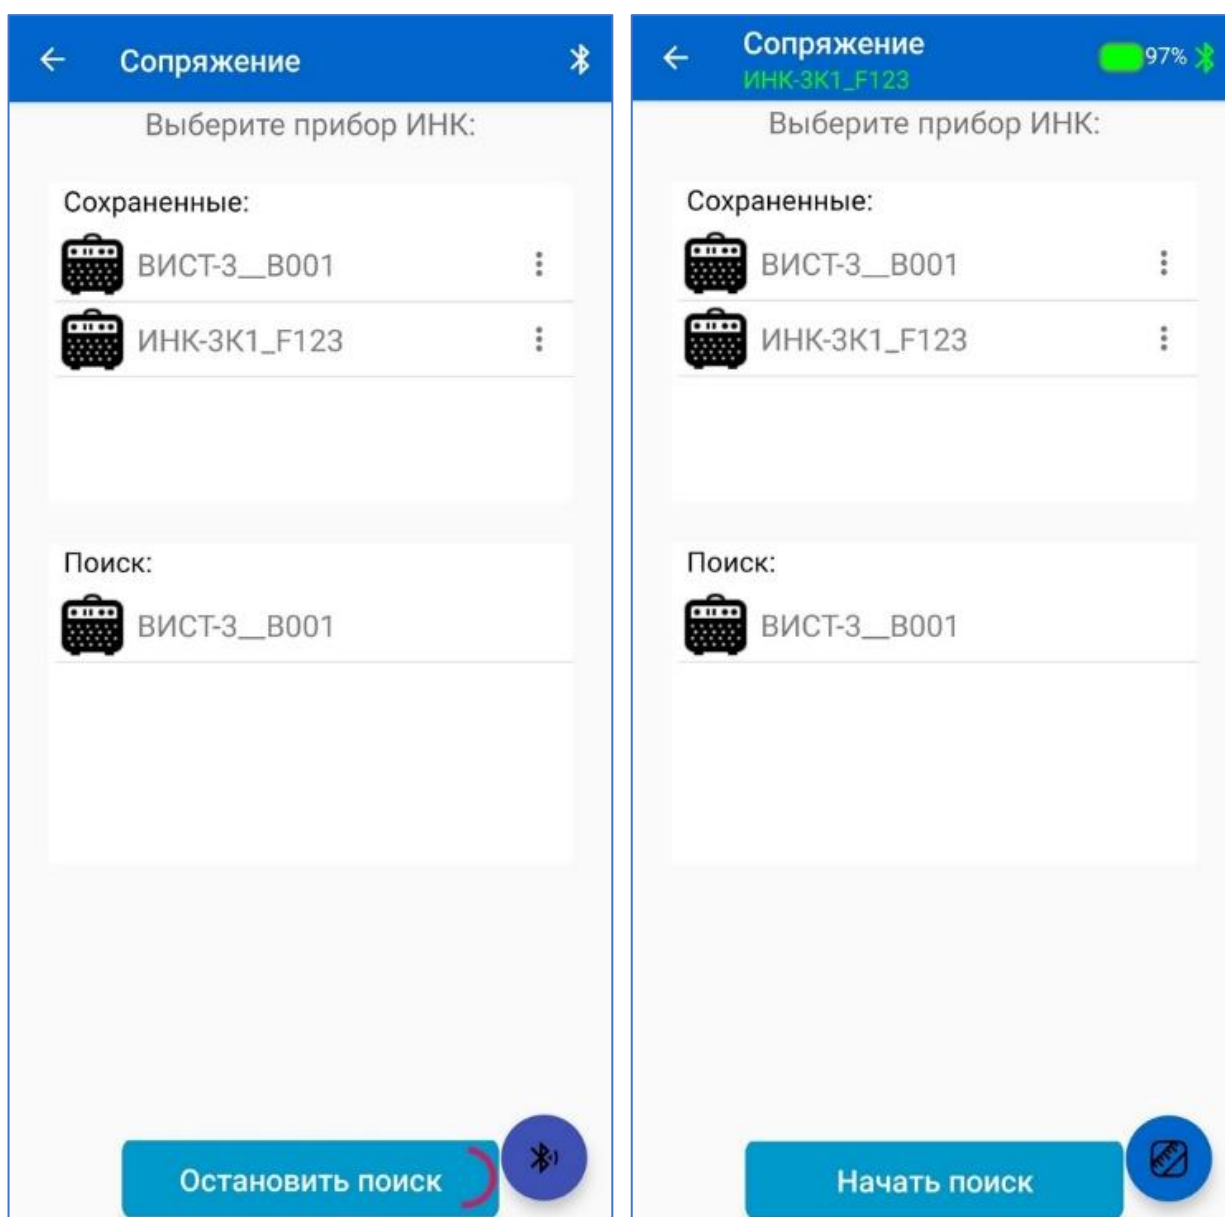 Сопряжение
Выберите прибор ИНК:
Сохраненные:
ВИСТ-3__B001
ИНК-3К1_F123
Поиск:
ВИСТ-3__B001
Остановить поиск
Сопряжение
97%
ИНК-3К1_F123
Выберите прибор ИНК:
Сохраненные:
ВИСТ-3__B001
ИНК-3К1_F123
Поиск:
ВИСТ-3__B001
Начать поиск